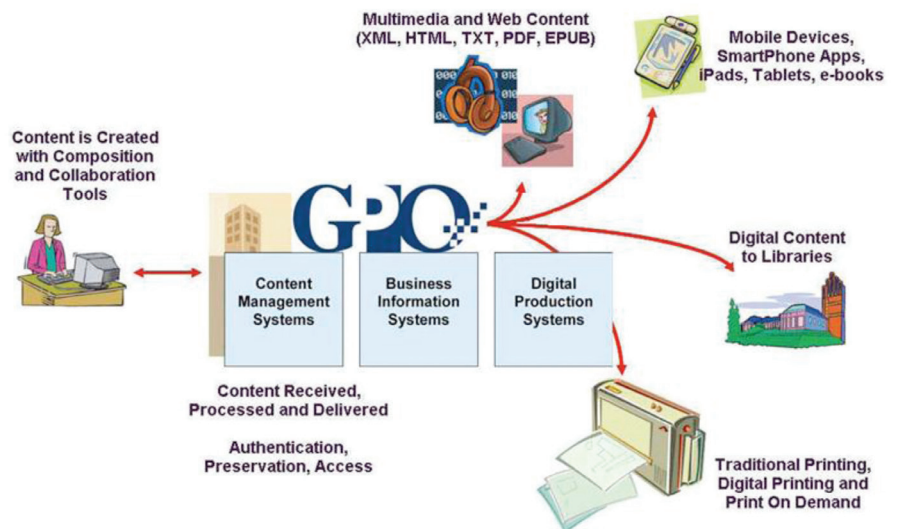 Multimedia and Web Content
(XML, HTML, TXT, PDF, EPUB)
Mobile Devices,
SmartPhone Apps,
iPads, Tablets, e-books
Content is Created
with Composition
and Collaboration
Tools
GPO
Content
Management
Systems
Business
Information
Systems
Digital
Production
Systems
Digital Content
to Libraries
Content Received,
Processed and Delivered
Authentication,
Preservation, Access
Traditional Printing,
Digital Printing and
Print On Demand